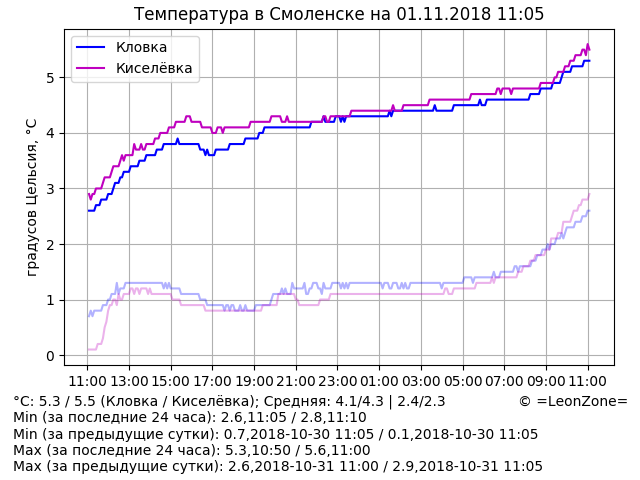 Температура в Смоленске на 01.11.2018 11:05
Кловка
Киселёвка
градусов Цельсия, °C
5
4
3
2
1
0
11:00 13:00 15:00 17:00 19:00 21:00 23:00 01:00 03:00 05:00 07:00 09:00 11:00
°C: 5.3 / 5.5 (Кловка / Киселёвка); Средняя: 4.1/4.3 | 2.4/2.3 © =LeonZone=
Min (за последние 24 часа): 2.6,11:05 / 2.8,11:10
Min (за предыдущие сутки): 0.7,2018-10-30 11:05 / 0.1,2018-10-30 11:05
Max (за последние 24 часа): 5.3,10:50 / 5.6,11:00
Max (за предыдущие сутки): 2.6,2018-10-31 11:00 / 2.9,2018-10-31 11:05